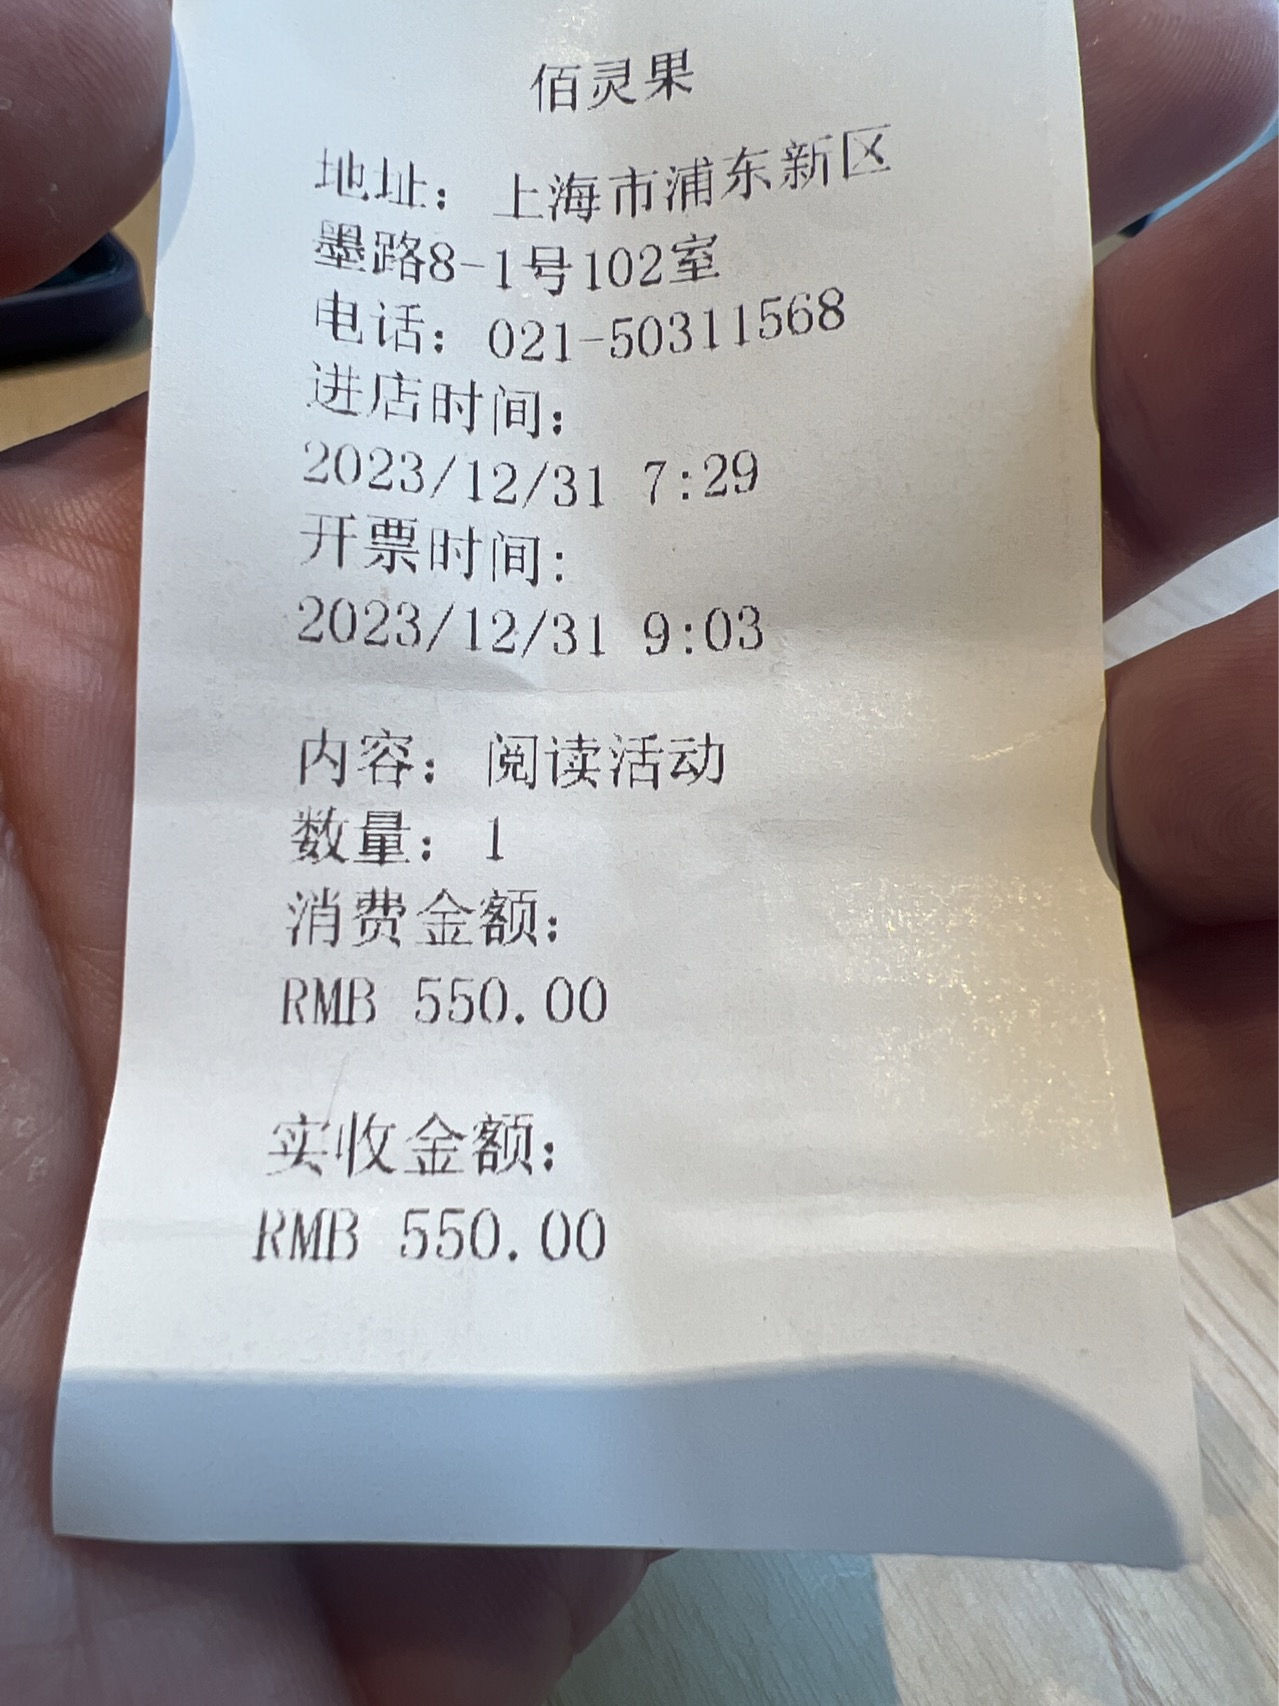 佰灵果
地址：上海市浦东新区
墨路8-1号102室
电话：021-50311568
进店时间：
2023/12/31 7:29
开票时间：
2023/12/31 9:03
内容：阅读活动
数量：1
消费金额：
RMB 550.00
实收金额：
RMB 550.00